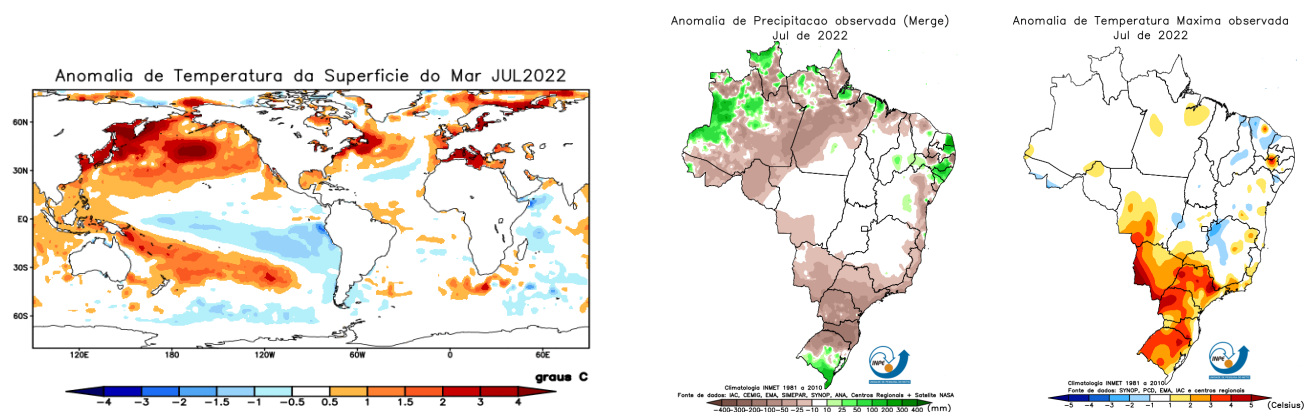 Anomalia de Temperatura da Superficie do Mar JUL2022
60N
30N
EQ
30S
60S
120E 180 120W 60W 0 60E
graus C
−4 −3 −2 −1.5 −1 −0.5 0.5 1 1.5 2 3 4
Anomalia de Precipitacao observada (Merge)
Jul de 2022
INPE
Climatologia INMET 1981 a 2010
Fonte de dados: IAC, CEMIG, EMA, SIMEPAR, SYNOP, Regionais + Satelite NASA
−400−300−200−100−50 −25 −10 10 25 50 100 200 300 400 (mm)
Anomalia de Temperatura Maxima observada
Jul de 2022
INPE
Climatologia INMET 1981 a 2010
Fonte de dados: SYNOP, PCD, EMA, IAC e centros regionais
−5 −4 −3 −2 −1 1 2 3 4 5 (Celsius)